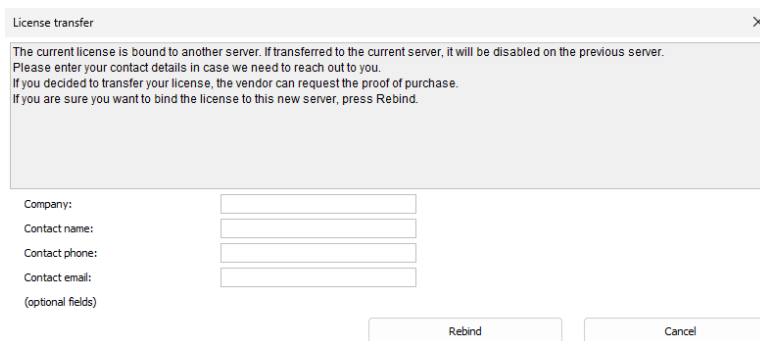 License transfer
The current license is bound to another server. If transferred to the current server, it will be disabled on the previous server.
Please enter your contact details in case we need to reach out to you.
If you decided to transfer your license, the vendor can request the proof of purchase.
If you are sure you want to bind the license to this new server, press Rebind.
Company:
Contact name:
Contact phone:
Contact email:
(optional fields)
Rebind Cancel